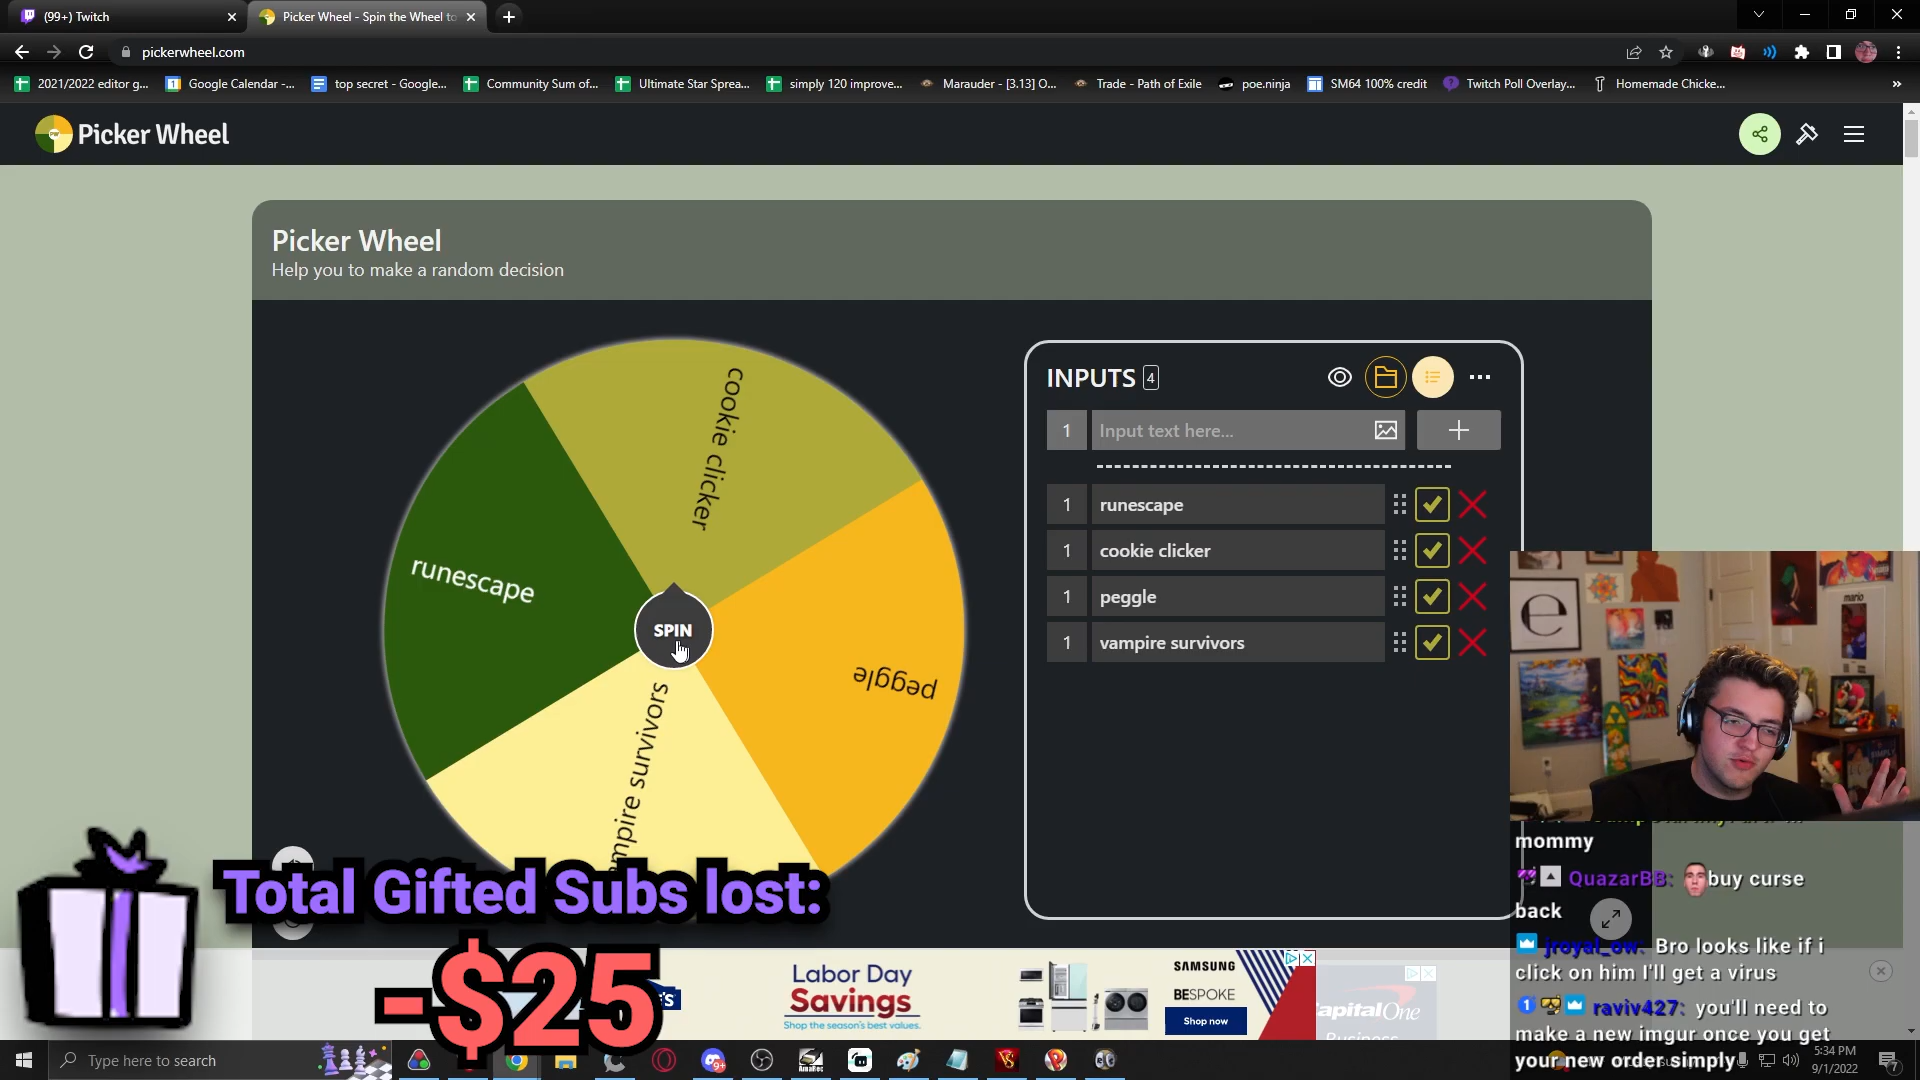 (99+) Twitch
Picker Wheel - Spin the Wheel to
pickerwheel.com
2021/2022 editor g...
Google Calendar -...
top secret - Google...
Community Sum of...
Ultimate Star Sprea...
simply 120 improve...
Marauder - [3.13] O...
Trade - Path of Exile
poe.ninja
SM64 100% credit
Twitch Poll Overlay...
Homemade Chicke...
Picker Wheel
Picker Wheel
Help you to make a random decision
cookie clicker
runescape
peggle
SPIN
INPUTS 4
1 Input text here...
1 runescape
1 cookie clicker
1 peggle
1 vampire survivors
Total Gifted Subs lost:
-$25
Labor Day
Savings
Shop the season's best values.
SAMSUNG
BESPOKE
Shop now
mommy
QuazarBB: buy curse
back
jroyal_ow: Bro looks like if i
click on him I'll get a virus
raviv427: you'll need to
make a new imgur once you get
your new order simply
Type here to search
5:34 PM
9/1/2022